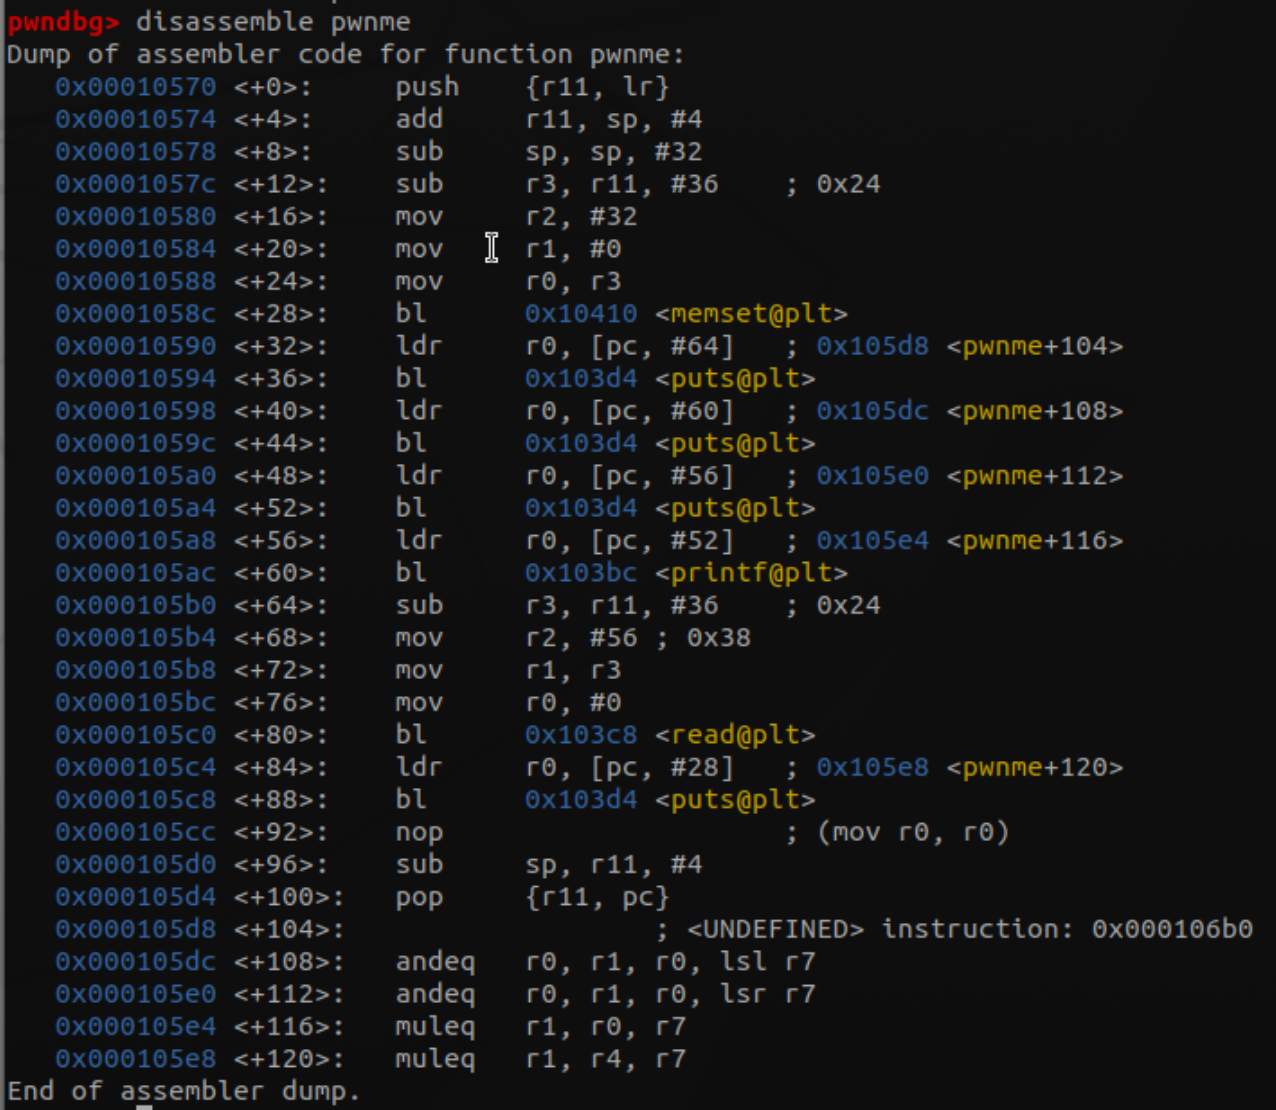 pwndbg> disassemble pwnme
Dump of assembler code for function pwnme:
   0x00010570 <+0>:     push    {r11, lr}
   0x00010574 <+4>:     add     r11, sp, #4
   0x00010578 <+8>:     sub     sp, sp, #32
   0x0001057c <+12>:    sub     r3, r11, #36    ; 0x24
   0x00010580 <+16>:    mov     r2, #32
   0x00010584 <+20>:    mov     r1, #0
   0x00010588 <+24>:    mov     r0, r3
   0x0001058c <+28>:    bl      0x10410 <memset@plt>
   0x00010590 <+32>:    ldr     r0, [pc, #64]   ; 0x105d8 <pwnme+104>
   0x00010594 <+36>:    bl      0x103d4 <puts@plt>
   0x00010598 <+40>:    ldr     r0, [pc, #60]   ; 0x105dc <pwnme+108>
   0x0001059c <+44>:    bl      0x103d4 <puts@plt>
   0x000105a0 <+48>:    ldr     r0, [pc, #56]   ; 0x105e0 <pwnme+112>
   0x000105a4 <+52>:    bl      0x103d4 <puts@plt>
   0x000105a8 <+56>:    ldr     r0, [pc, #52]   ; 0x105e4 <pwnme+116>
   0x000105ac <+60>:    bl      0x103bc <printf@plt>
   0x000105b0 <+64>:    sub     r3, r11, #36    ; 0x24
   0x000105b4 <+68>:    mov     r2, #56 ; 0x38
   0x000105b8 <+72>:    mov     r1, r3
   0x000105bc <+76>:    mov     r0, #0
   0x000105c0 <+80>:    bl      0x103c8 <read@plt>
   0x000105c4 <+84>:    ldr     r0, [pc, #28]   ; 0x105e8 <pwnme+120>
   0x000105c8 <+88>:    bl      0x103d4 <puts@plt>
   0x000105cc <+92>:    nop                     ; (mov r0, r0)
   0x000105d0 <+96>:    sub     sp, r11, #4
   0x000105d4 <+100>:   pop     {r11, pc}
   0x000105d8 <+104>:                   ; <UNDEFINED> instruction: 0x000106b0
   0x000105dc <+108>:   andeq   r0, r1, r0, lsl r7
   0x000105e0 <+112>:   andeq   r0, r1, r0, lsr r7
   0x000105e4 <+116>:   muleq   r1, r0, r7
   0x000105e8 <+120>:   muleq   r1, r4, r7
End of assembler dump.